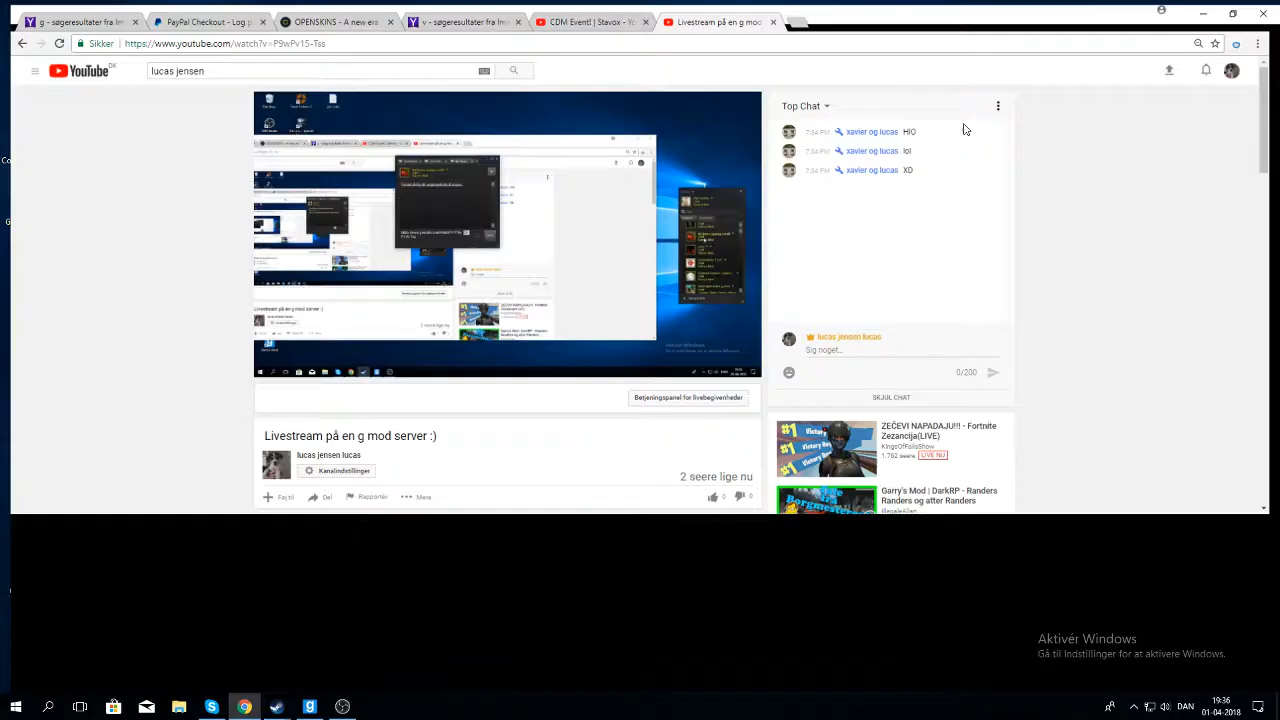 g - søgeresultater fra Im
PayPal Checkout - Log p
OPENSKINS - A new era
v - søgeresultater fra Im
CDM Event! | Stavox - Yo
Livestream på en g mod
Sikker
https://www.youtube.com/watch?v=P9wPv15-Tss
YouTube DK
lucas jensen
Top Chat
7:34 PM xavier og lucas HIO
7:34 PM xavier og lucas lol
7:34 PM xavier og lucas XD
lucas jensen lucas
Sig noget...
0/200
SKJUL CHAT
Betjeningspanel for livebegivenheder
Livestream på en g mod server :)
lucas jensen lucas
Kanalindstillinger
2 seere lige nu
Føj til
Del
Rapportér
Mere
0
0
#1
Victory
ZEČEVI NAPADAJU!!! - Fortnite
Zezancija(LIVE)
KingsOfFailsShow
1.762 seere LIVE NU
Garry's Mod | DarkRP - Randers
Randers og atter Randers
Borgmester
Aktivér Windows
Gå til Indstillinger for at aktivere Windows.
DAN
19:36
01-04-2018